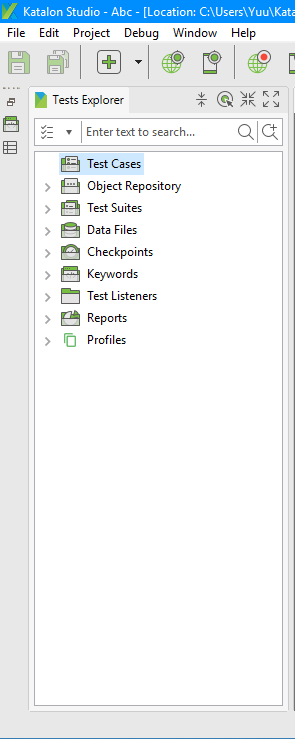 Katalon Studio - Abc - [Location: C:\Users\Yuu\Kata
File Edit Project Debug Window Help
Tests Explorer
Enter text to search...
Test Cases
Object Repository
Test Suites
Data Files
Checkpoints
Keywords
Test Listeners
Reports
Profiles